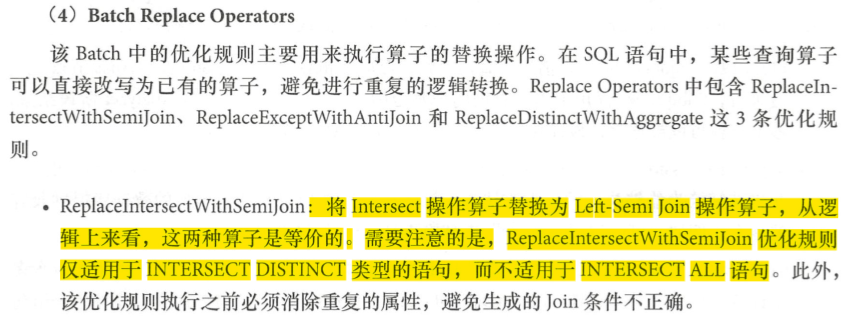 （4）Batch Replace Operators
该 Batch 中的优化规则主要用来执行算子的替换操作。在 SQL 语句中，某些查询算子
可以直接改写为已有的算子，避免进行重复的逻辑转换。Replace Operators 中包含 ReplaceIn-
tersectWithSemiJoin、ReplaceExceptWithAntiJoin 和 ReplaceDistinctWithAggregate 这 3 条优化规
则。
• ReplaceIntersectWithSemiJoin：将 Intersect 操作算子替换为 Left-Semi Join 操作算子，从逻
辑上来看，这两种算子是等价的。需要注意的是，ReplaceIntersectWithSemiJoin 优化规则
仅适用于 INTERSECT DISTINCT 类型的语句，而不适用于 INTERSECT ALL 语句。此外，
该优化规则执行之前必须消除重复的属性，避免生成的 Join 条件不正确。